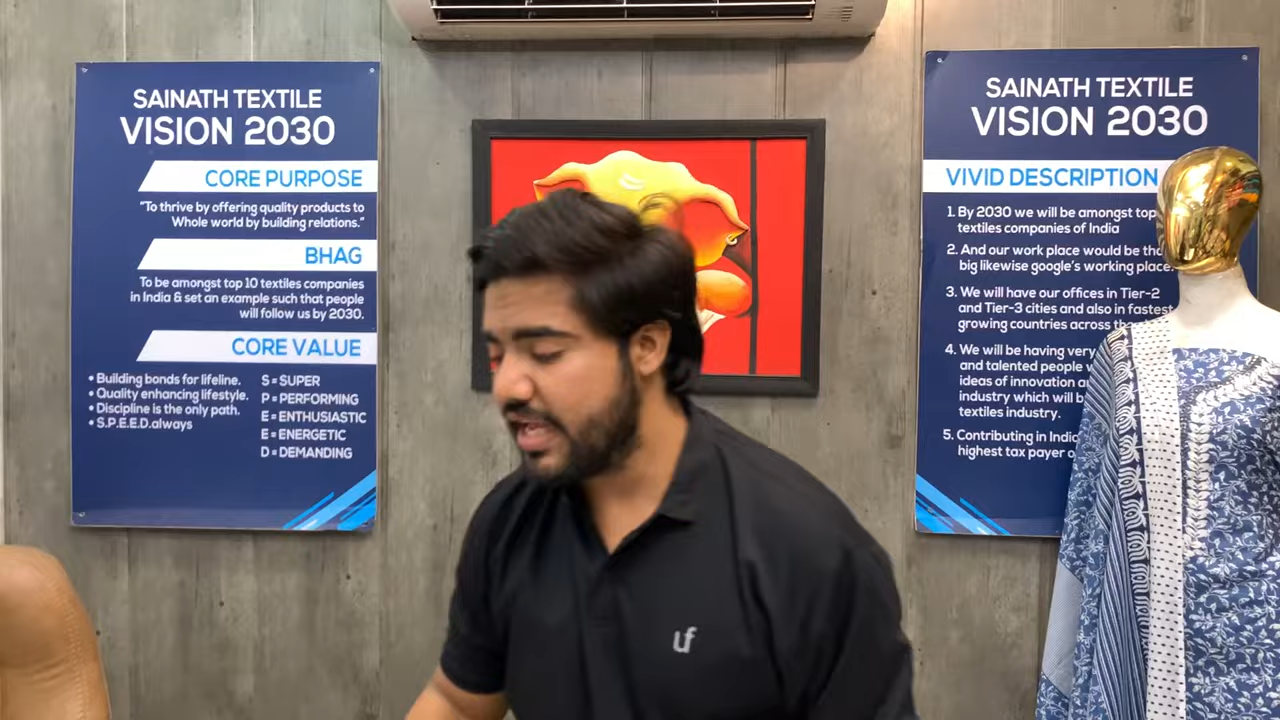 SAINATH TEXTILE
VISION 2030
CORE PURPOSE
"To thrive by offering quality products to
Whole world by building relations."
BHAG
To be amongst top 10 textiles companies
in India & set an example such that people
will follow us by 2030.
CORE VALUE
• Building bonds for lifeline.
• Quality enhancing lifestyle.
• Discipline is the only path.
• S.P.E.E.D.always
S = SUPER
P = PERFORMING
E = ENTHUSIASTIC
E = ENERGETIC
D = DEMANDING
SAINATH TEXTILE
VISION 2030
VIVID DESCRIPTION
1. By 2030 we will be amongst top
textiles companies of India
2. And our work place would be
big likewise google's working place.
3. We will have our offices in Tier-2
and Tier-3 cities and also in fastest
growing countries across
4. We will be having very
and talented people
ideas of innovation
industry which will
textiles industry.
5. Contributing in
highest tax payer
uf